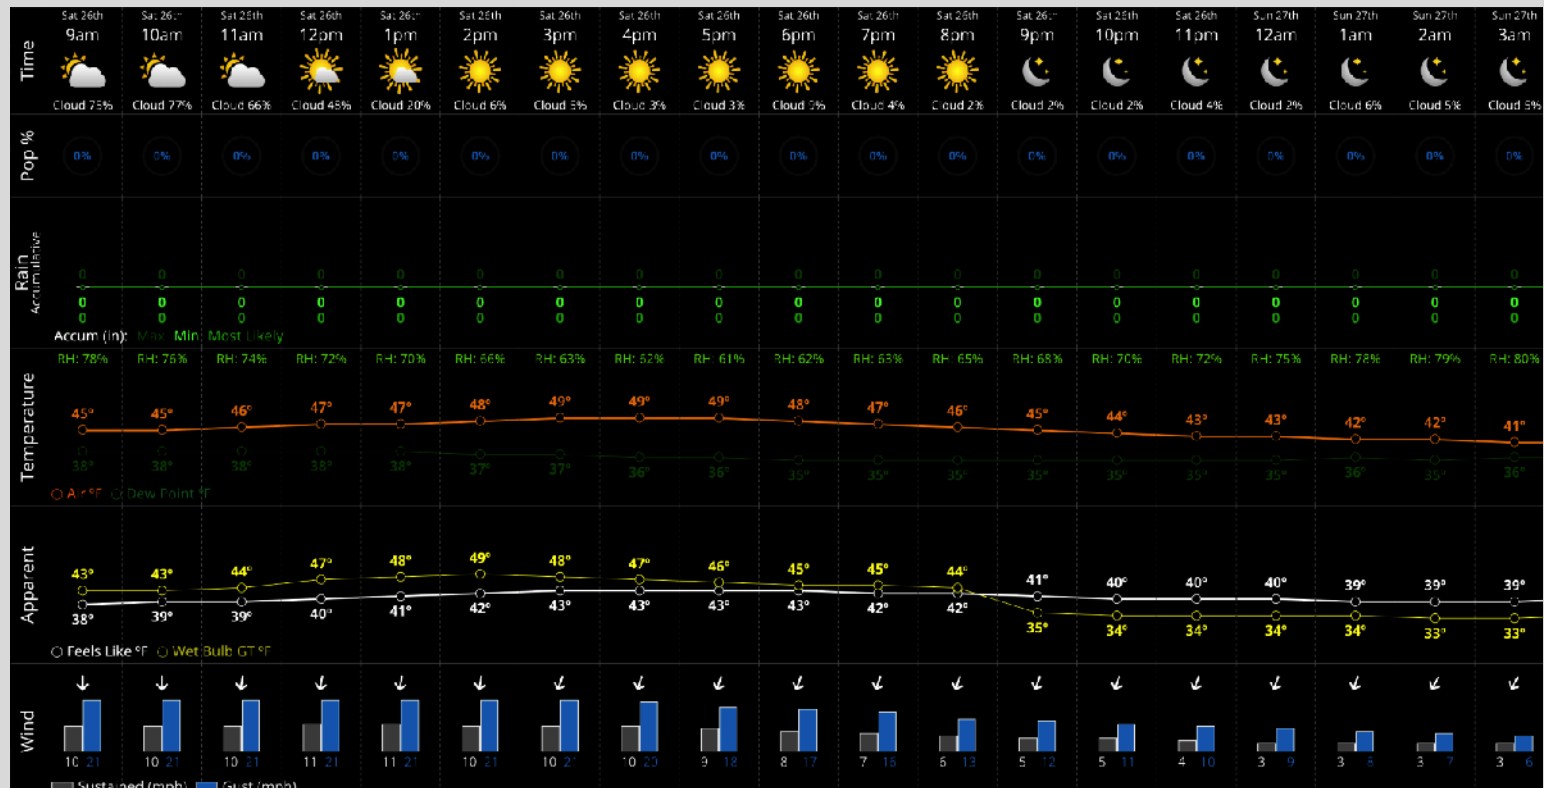 Sat 26th Sat 26th Sat 26th Sat 26th Sat 26th Sat 26th Sat 26th Sat 26th Sat 26th Sat 26th Sat 26th Sat 26th Sat 26th Sat 26th Sat 26th Sun 27th Sun 27th Sun 27th Sun 27th
9am 10am 11am 12pm 1pm 2pm 3pm 4pm 5pm 6pm 7pm 8pm 9pm 10pm 11pm 12am 1am 2am 3am
Time
Cloud 75% Cloud 77% Cloud 66% Cloud 48% Cloud 20% Cloud 6% Cloud 5% Cloud 3% Cloud 3% Cloud 9% Cloud 4% Cloud 2% Cloud 2% Cloud 2% Cloud 4% Cloud 2% Cloud 6% Cloud 5% Cloud 5%
Pop %
0% 0% 0% 0% 0% 0% 0% 0% 0% 0% 0% 0% 0% 0% 0% 0% 0% 0% 0%
Rain
Accumulative
0 0 0 0 0 0 0 0 0 0 0 0 0 0 0 0 0 0 0
0 0 0 0 0 0 0 0 0 0 0 0 0 0 0 0 0 0 0
0 0 0 0 0 0 0 0 0 0 0 0 0 0 0 0 0 0 0
Accum (in): Max Min Most Likely
RH: 78% RH: 76% RH: 74% RH: 72% RH: 70% RH: 66% RH: 63% RH: 62% RH: 61% RH: 62% RH: 63% RH: 65% RH: 68% RH: 70% RH: 72% RH: 75% RH: 78% RH: 79% RH: 80%
Temperature
45° 45° 46° 47° 47° 48° 49° 49° 49° 48° 47° 46° 45° 44° 43° 43° 42° 42° 41°
38° 38° 38° 38° 38° 37° 37° 36° 36° 35° 35° 35° 35° 35° 35° 35° 36° 35° 36°
Air °F Dew Point °F
Apparent
43° 43° 44° 47° 48° 49° 48° 47° 46° 45° 45° 44° 41° 40° 40° 40° 39° 39° 39°
38° 39° 39° 40° 41° 42° 43° 43° 43° 43° 42° 42° 35° 34° 34° 34° 34° 33° 33°
Feels Like °F Wet Bulb GT °F
Wind
10 21 10 21 10 21 11 21 11 21 10 21 10 21 10 20 9 18 8 17 7 16 6 13 5 12 5 11 4 10 3 9 3 8 3 7 3 6
Sustained (mph) Gust (mph)